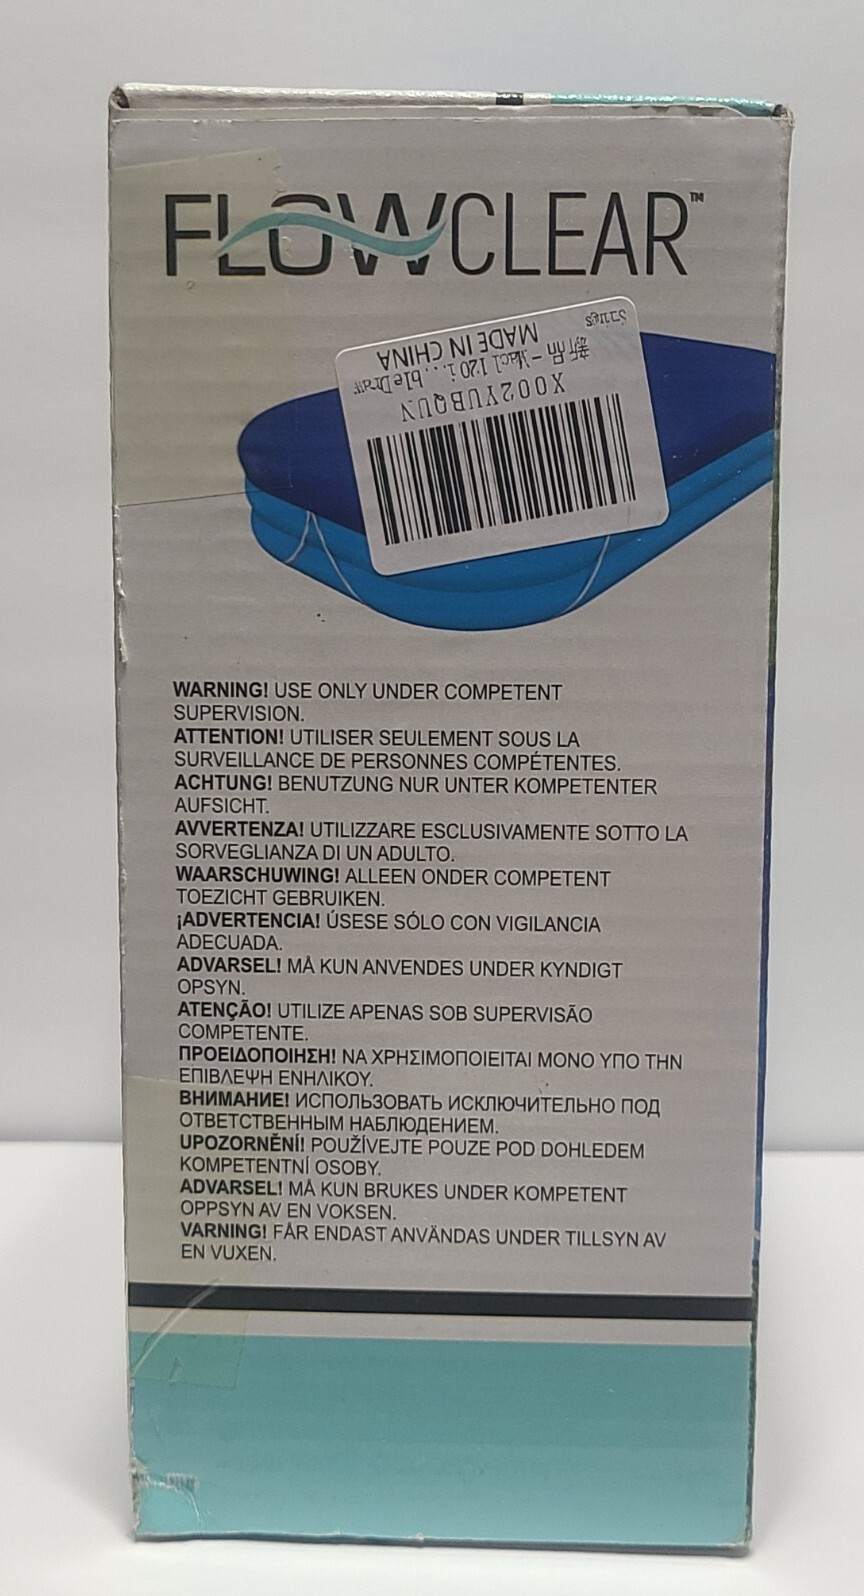 FLOWCLEAR™
X002YUBQUV
MADE IN CHINA
WARNING! USE ONLY UNDER COMPETENT
SUPERVISION.
ATTENTION! UTILISER SEULEMENT SOUS LA
SURVEILLANCE DE PERSONNES COMPÉTENTES.
ACHTUNG! BENUTZUNG NUR UNTER KOMPETENTER
AUFSICHT.
AVVERTENZA! UTILIZZARE ESCLUSIVAMENTE SOTTO LA
SORVEGLIANZA DI UN ADULTO.
WAARSCHUWING! ALLEEN ONDER COMPETENT
TOEZICHT GEBRUIKEN.
¡ADVERTENCIA! ÚSESE SÓLO CON VIGILANCIA
ADECUADA.
ADVARSEL! MÅ KUN ANVENDES UNDER KYNDIGT
OPSYN.
ATENÇÃO! UTILIZE APENAS SOB SUPERVISÃO
COMPETENTE.
ΠΡΟΕΙΔΟΠΟΙΗΣΗ! ΝΑ ΧΡΗΣΙΜΟΠΟΙΕΙΤΑΙ ΜΟΝΟ ΥΠΟ ΤΗΝ
ΕΠΙΒΛΕΨΗ ΕΝΗΛΙΚΟΥ.
ВНИМАНИЕ! ИСПОЛЬЗОВАТЬ ИСКЛЮЧИТЕЛЬНО ПОД
ОТВЕТСТВЕННЫМ НАБЛЮДЕНИЕМ.
UPOZORNĚNÍ! POUŽÍVEJTE POUZE POD DOHLEDEM
KOMPETENTNÍ OSOBY.
ADVARSEL! MÅ KUN BRUKES UNDER KOMPETENT
OPPSYN AV EN VOKSEN.
VARNING! FÅR ENDAST ANVÄNDAS UNDER TILLSYN AV
EN VUXEN.